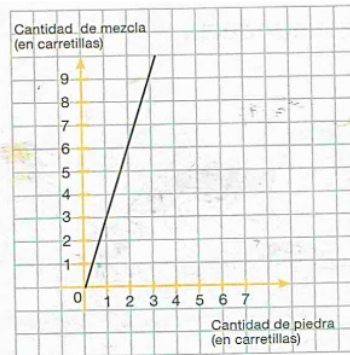 Cantidad de mezcla
(en carretillas)
9
8
7
6
5
4
3
2
1
0 1 2 3 4 5 6 7
Cantidad de piedra
(en carretillas)